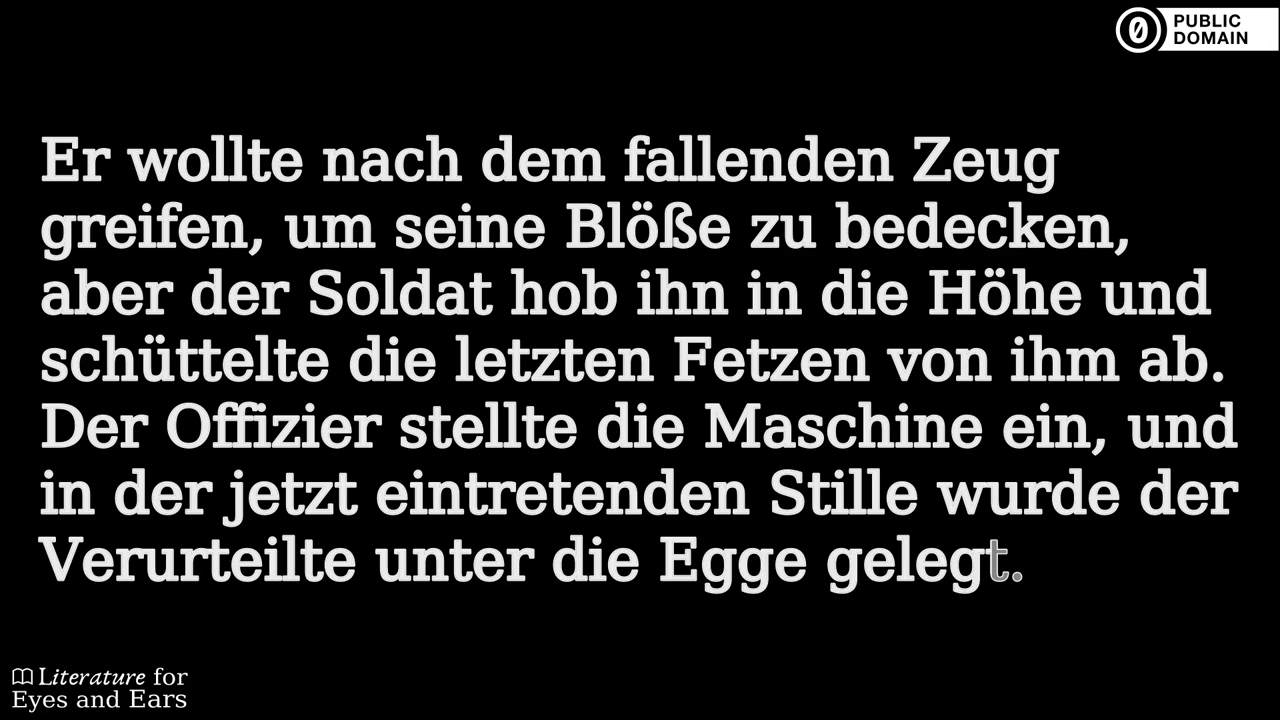 PUBLIC
DOMAIN
Er wollte nach dem fallenden Zeug
greifen, um seine Blöße zu bedecken,
aber der Soldat hob ihn in die Höhe und
schüttelte die letzten Fetzen von ihm ab.
Der Offizier stellte die Maschine ein, und
in der jetzt eintretenden Stille wurde der
Verurteilte unter die Egge gelegt.
Literature for
Eyes and Ears